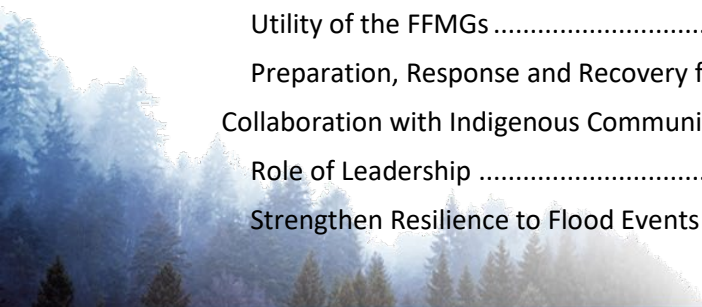 Utility of the FFMGs ..............................
Preparation, Response and Recovery
Collaboration with Indigenous
Role of Leadership ................................
Strengthen Resilience to Flood Events